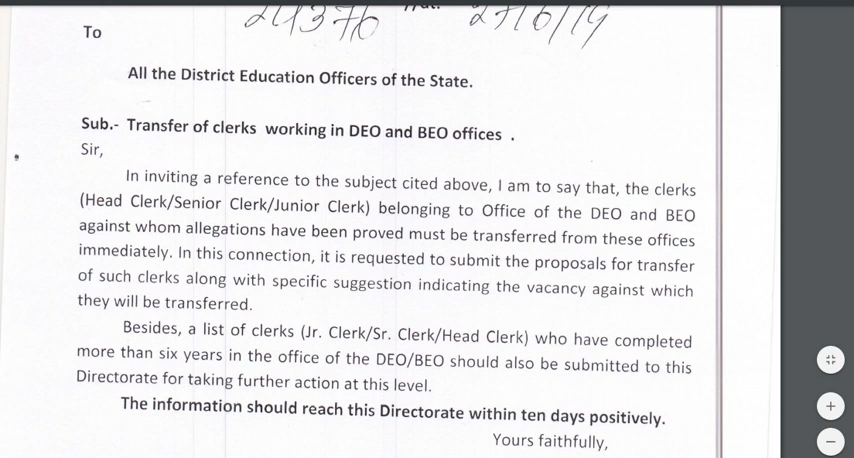 24376
27/6/19
To
All the District Education Officers of the State.
Sub.- Transfer of clerks working in DEO and BEO offices .
Sir,
In inviting a reference to the subject cited above, I am to say that, the clerks
(Head Clerk/Senior Clerk/Junior Clerk) belonging to Office of the DEO and BEO
against whom allegations have been proved must be transferred from these offices
immediately. In this connection, it is requested to submit the proposals for transfer
of such clerks along with specific suggestion indicating the vacancy against which
they will be transferred.
Besides, a list of clerks (Jr. Clerk/Sr. Clerk/Head Clerk) who have completed
more than six years in the office of the DEO/BEO should also be submitted to this
Directorate for taking further action at this level.
The information should reach this Directorate within ten days positively.
Yours faithfully,